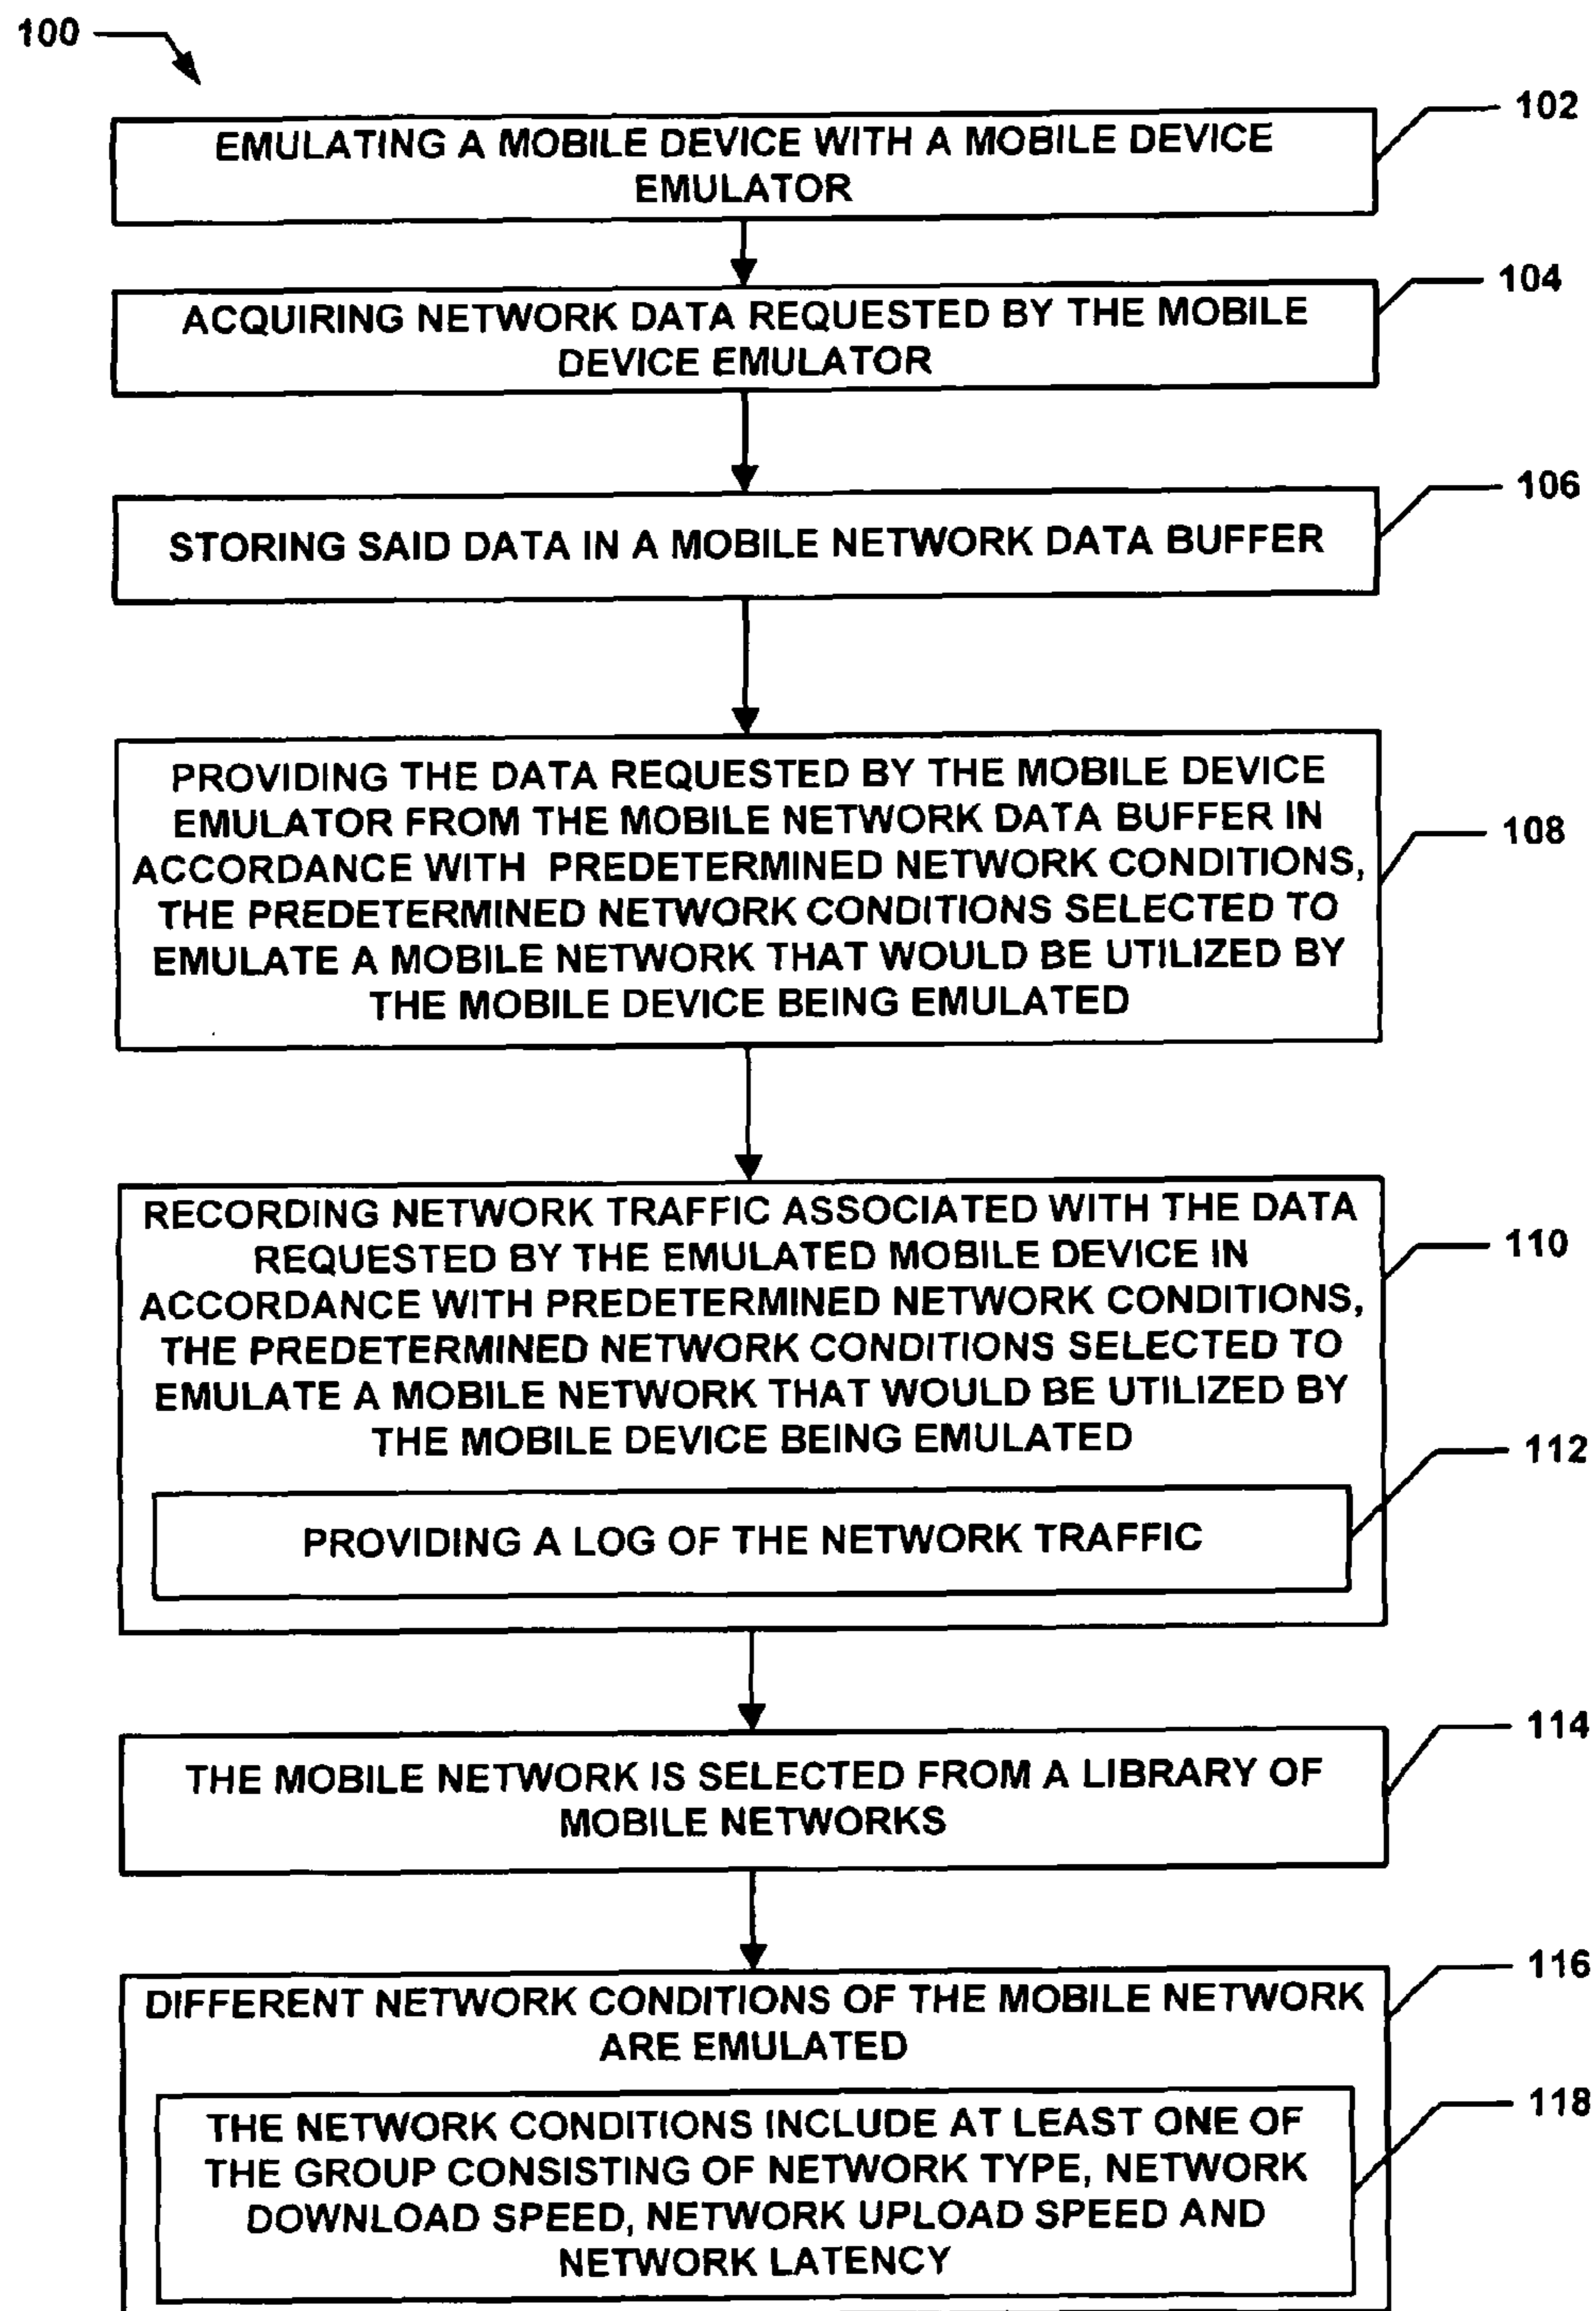 100
102
EMULATING A MOBILE DEVICE WITH A MOBILE DEVICE
EMULATOR
104
ACQUIRING NETWORK DATA REQUESTED BY THE MOBILE
DEVICE EMULATOR
106
STORING SAID DATA IN A MOBILE NETWORK DATA BUFFER
PROVIDING THE DATA REQUESTED BY THE MOBILE DEVICE
EMULATOR FROM THE MOBILE NETWORK DATA BUFFER IN
ACCORDANCE WITH PREDETERMINED NETWORK CONDITIONS,
THE PREDETERMINED NETWORK CONDITIONS SELECTED TO
EMULATE A MOBILE NETWORK THAT WOULD BE UTILIZED BY
THE MOBILE DEVICE BEING EMULATED
108
RECORDING NETWORK TRAFFIC ASSOCIATED WITH THE DATA
REQUESTED BY THE EMULATED MOBILE DEVICE IN
ACCORDANCE WITH PREDETERMINED NETWORK CONDITIONS,
THE PREDETERMINED NETWORK CONDITIONS SELECTED TO
EMULATE A MOBILE NETWORK THAT WOULD BE UTILIZED BY
THE MOBILE DEVICE BEING EMULATED
110
112
PROVIDING A LOG OF THE NETWORK TRAFFIC
114
THE MOBILE NETWORK IS SELECTED FROM A LIBRARY OF
MOBILE NETWORKS
116
DIFFERENT NETWORK CONDITIONS OF THE MOBILE NETWORK
ARE EMULATED
118
THE NETWORK CONDITIONS INCLUDE AT LEAST ONE OF
THE GROUP CONSISTING OF NETWORK TYPE, NETWORK
DOWNLOAD SPEED, NETWORK UPLOAD SPEED AND
NETWORK LATENCY